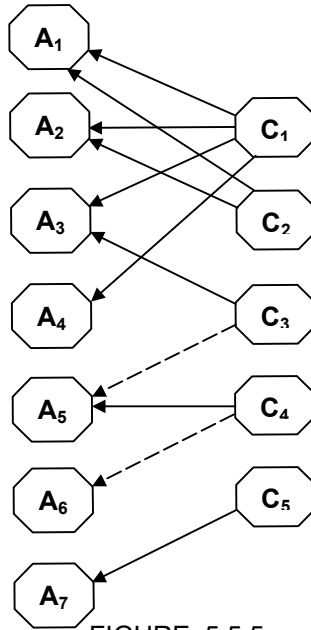 A₁
A₂
C₁
A₃
C₂
A₄
C₃
A₅
C₄
A₆
C₅
A₇
FIGURE 5.5.5